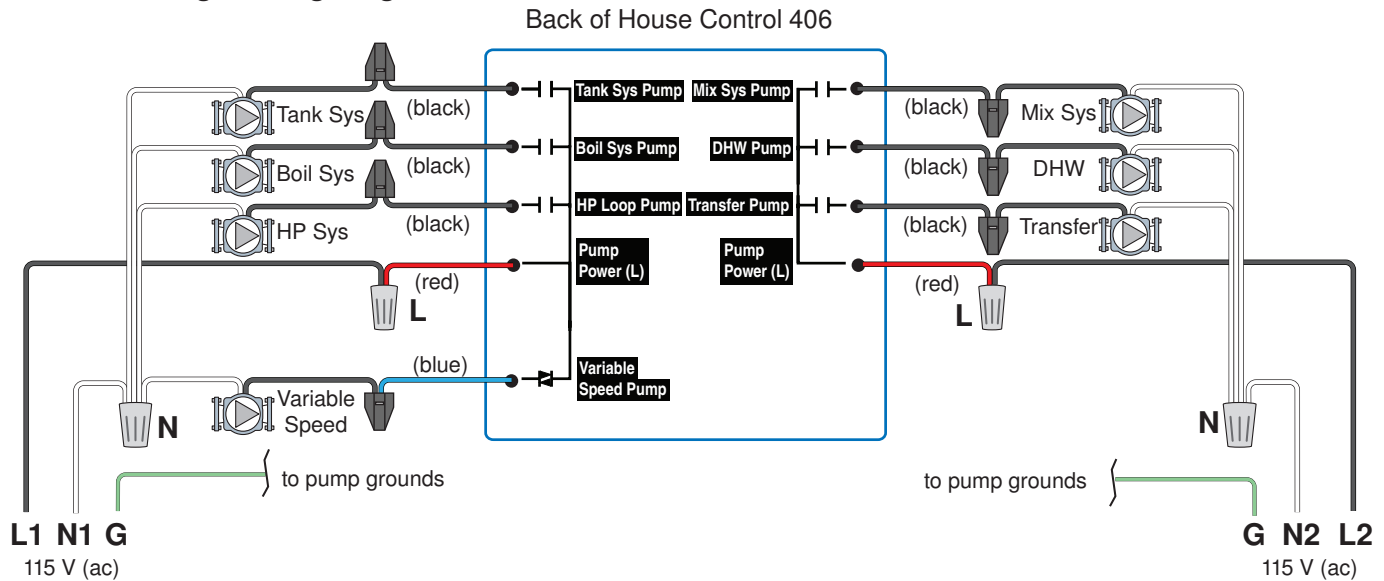 Back of House Control 406
Tank Sys
(black)
Tank Sys Pump
Mix Sys Pump
(black)
Mix Sys
Boil Sys
(black)
Boil Sys Pump
DHW Pump
(black)
DHW
HP Sys
(black)
HP Loop Pump
Transfer Pump
(black)
Transfer
L
(red)
Pump
Power (L)
Pump
Power (L)
(red)
L
(blue)
Variable
Speed Pump
Variable
Speed
N
N
to pump grounds
to pump grounds
L1 N1 G
115 V (ac)
G N2 L2
115 V (ac)